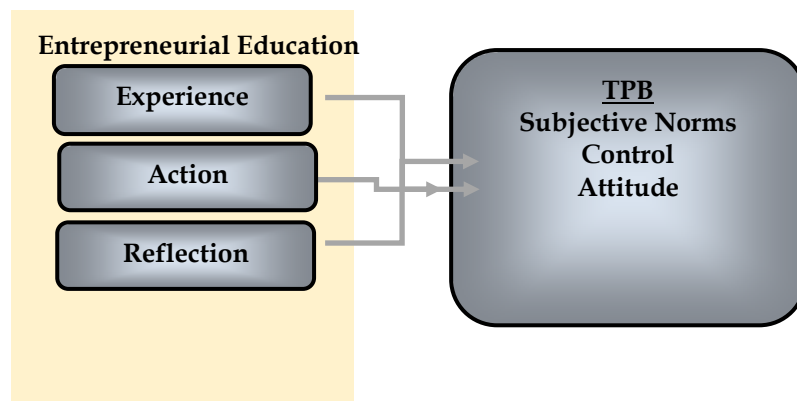 Entrepreneurial Education
Experience
Action
Reflection
TPB
Subjective Norms
Control
Attitude